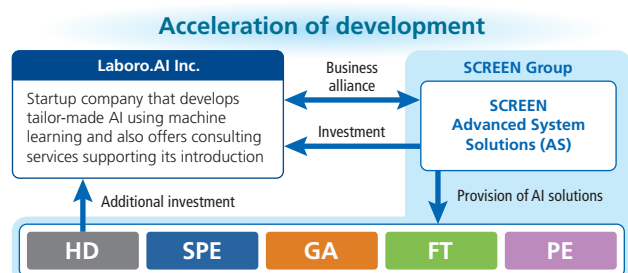 Acceleration of development
Laboro.AI Inc.
Startup company that develops
tailor-made AI using machine
learning and also offers consulting
services supporting its introduction
Business
alliance
Investment
SCREEN Group
SCREEN
Advanced System
Solutions (AS)
Additional investment
Provision of AI solutions
HD
SPE
GA
FT
PE